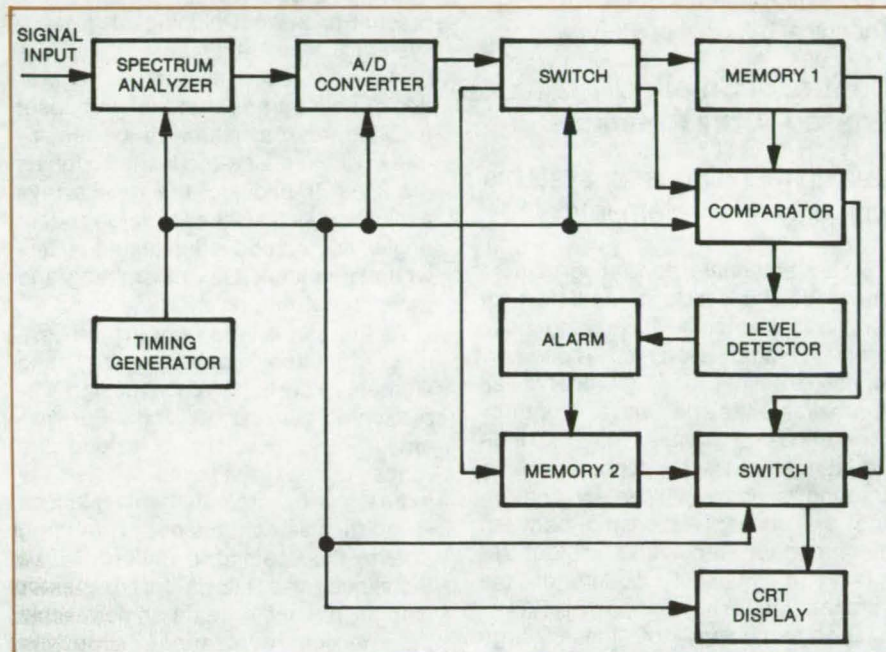 SIGNAL
INPUT
SPECTRUM
ANALYZER
A/D
CONVERTER
SWITCH
MEMORY 1
COMPARATOR
TIMING
GENERATOR
ALARM
LEVEL
DETECTOR
MEMORY 2
SWITCH
CRT
DISPLAY